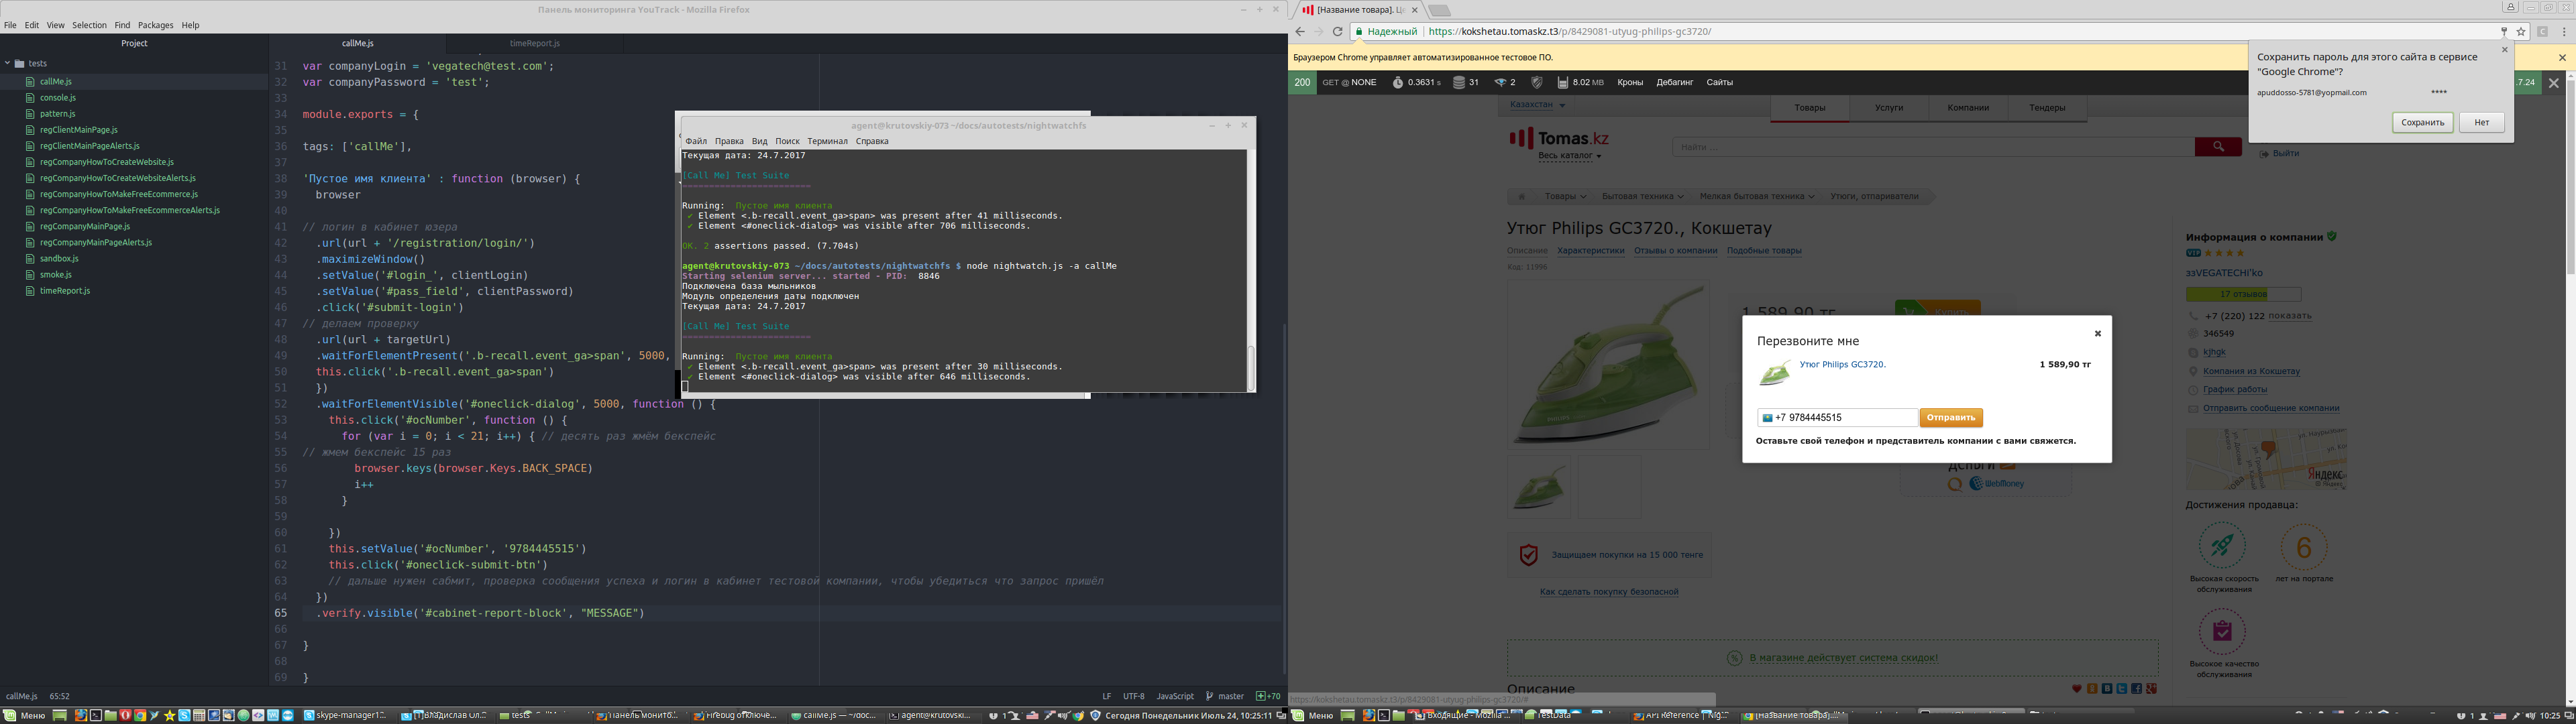 Панель мониторинга YouTrack - Mozilla Firefox
File Edit View Selection Find Packages Help
Project
tests
callMe.js
console.js
pattern.js
regClientMainPage.js
regClientMainPageAlerts.js
regCompanyHowToCreateWebsite.js
regCompanyHowToCreateWebsiteAlerts.js
regCompanyHowToMakeFreeEcommerce.js
regCompanyHowToMakeFreeEcommerceAlerts.js
regCompanyMainPage.js
regCompanyMainPageAlerts.js
sandbox.js
smoke.js
timeReport.js
callMe.js timeReport.js
31 var companyLogin = 'vegatech@test.com';
32 var companyPassword = 'test';
33
34 module.exports = {
35
36 tags: ['callMe'],
37
38 'Пустое имя клиента' : function (browser) {
39 browser
40
41 // логин в кабинет юзера
42 .url(url + '/registration/login/')
43 .maximizeWindow()
44 .setValue('#login_', clientLogin)
45 .setValue('#pass_field', clientPassword)
46 .click('#submit-login')
47 // делаем проверку
48 .url(url + targetUrl)
49 .waitForElementPresent('.b-recall.event_ga>span', 5000,
50 this.click('.b-recall.event_ga>span')
51 })
52 .waitForElementVisible('#oneclick-dialog', 5000, function () {
53 this.click('#ocNumber', function () {
54 for (var i = 0; i < 21; i++) { // десять раз жмём бекспейс
55 // жмем бекспейс 15 раз
56 browser.keys(browser.Keys.BACK_SPACE)
57 i++
58 }
59
60 })
61 this.setValue('#ocNumber', '9784445515')
62 this.click('#oneclick-submit-btn')
63 // дальше нужен сабмит, проверка сообщения успеха и логин в кабинет тестовой компании, чтобы убедиться что запрос пришёл
64 })
65 .verify.visible('#cabinet-report-block', "MESSAGE")
66
67 }
68
69 }
callMe.js 65:52 LF UTF-8 JavaScript master +70
agent@krutovskiy-073 ~/docs/autotests/nightwatchfs
Файл Правка Вид Поиск Терминал Справка
Текущая дата: 24.7.2017
[Call Me] Test Suite
========================
Running: Пустое имя клиента
✔ Element <.b-recall.event_ga>span> was present after 41 milliseconds.
✔ Element <#oneclick-dialog> was visible after 706 milliseconds.
OK. 2 assertions passed. (7.704s)
agent@krutovskiy-073 ~/docs/autotests/nightwatchfs $ node nightwatch.js -a callMe
Starting selenium server... started - PID: 8846
Подключена база мыльников
Модуль определения даты подключен
Текущая дата: 24.7.2017
[Call Me] Test Suite
========================
Running: Пустое имя клиента
✔ Element <.b-recall.event_ga>span> was present after 30 milliseconds.
✔ Element <#oneclick-dialog> was visible after 646 milliseconds.
Меню skype-manager1... [1]Владислав Ол... tests Панель монито... Firebug отключе... callMe.js — ~/doc... agent@krutovski... Сегодня Понедельник Июль 24, 10:25:11
[Название товара]. Це
Надежный https://kokshetau.tomaskz.t3/p/8429081-utyug-philips-gc3720/
Браузером Chrome управляет автоматизированное тестовое ПО.
200 GET @ NONE 0.3631 s 31 2 8.02 MB Кроны Дебагинг Сайты .7.24
Сохранить пароль для этого сайта в сервисе
"Google Chrome"?
apuddosso-5781@yopmail.com ****
Сохранить Нет
Казахстан Товары Услуги Компании Тендеры
Tomas.kz
Весь каталог
Найти ...
Выйти
Товары Бытовая техника Мелкая бытовая техника Утюги, отпариватели
Утюг Philips GC3720., Кокшетау
Описание Характеристики Отзывы о компании Подобные товары
Код: 31996
1 589,90 тг
Купить
Перезвоните мне
Утюг Philips GC3720. 1 589,90 тг
+7 9784445515 Отправить
Оставьте свой телефон и представитель компании с вами свяжется.
ДЕНЬГИ
WebMoney
Защищаем покупки на 15 000 тенге
Как сделать покупку безопасной
В магазине действует система скидок!
Описание
Информация о компании
VIP
ззVEGATECHI'ko
17 отзывов
+7 (220) 122 показать
346549
kjhgk
Компания из Кокшетау
График работы
Отправить сообщение компании
Яндекс
Достижения продавца:
Высокая скорость
обслуживания
6
лет на портале
Высокое качество
обслуживания
https://kokshetau.tomaskz.t3/p/8429081-utyug-philips-gc3720/#
Меню Входящие - Mozilla ... TestData API Reference | Nig... [Название товара]... 10:25